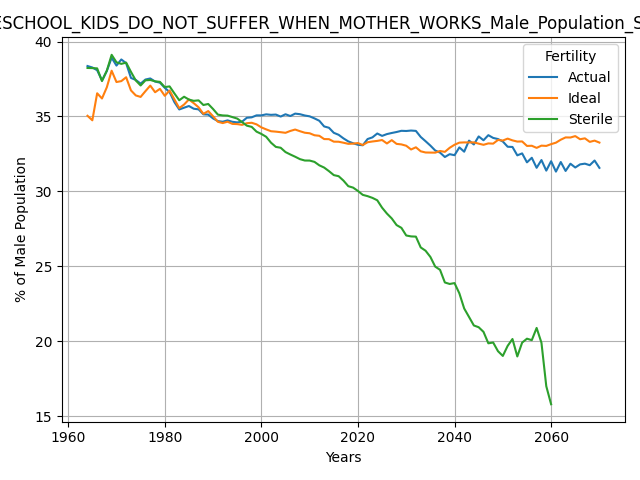 ESCHOOL_KIDS_DO_NOT_SUFFER_WHEN_MOTHER_WORKS_Male_Population_S
40
35
30
25
20
15
% of Male Population
Fertility
Actual
Ideal
Sterile
1960 1980 2000 2020 2040 2060
Years